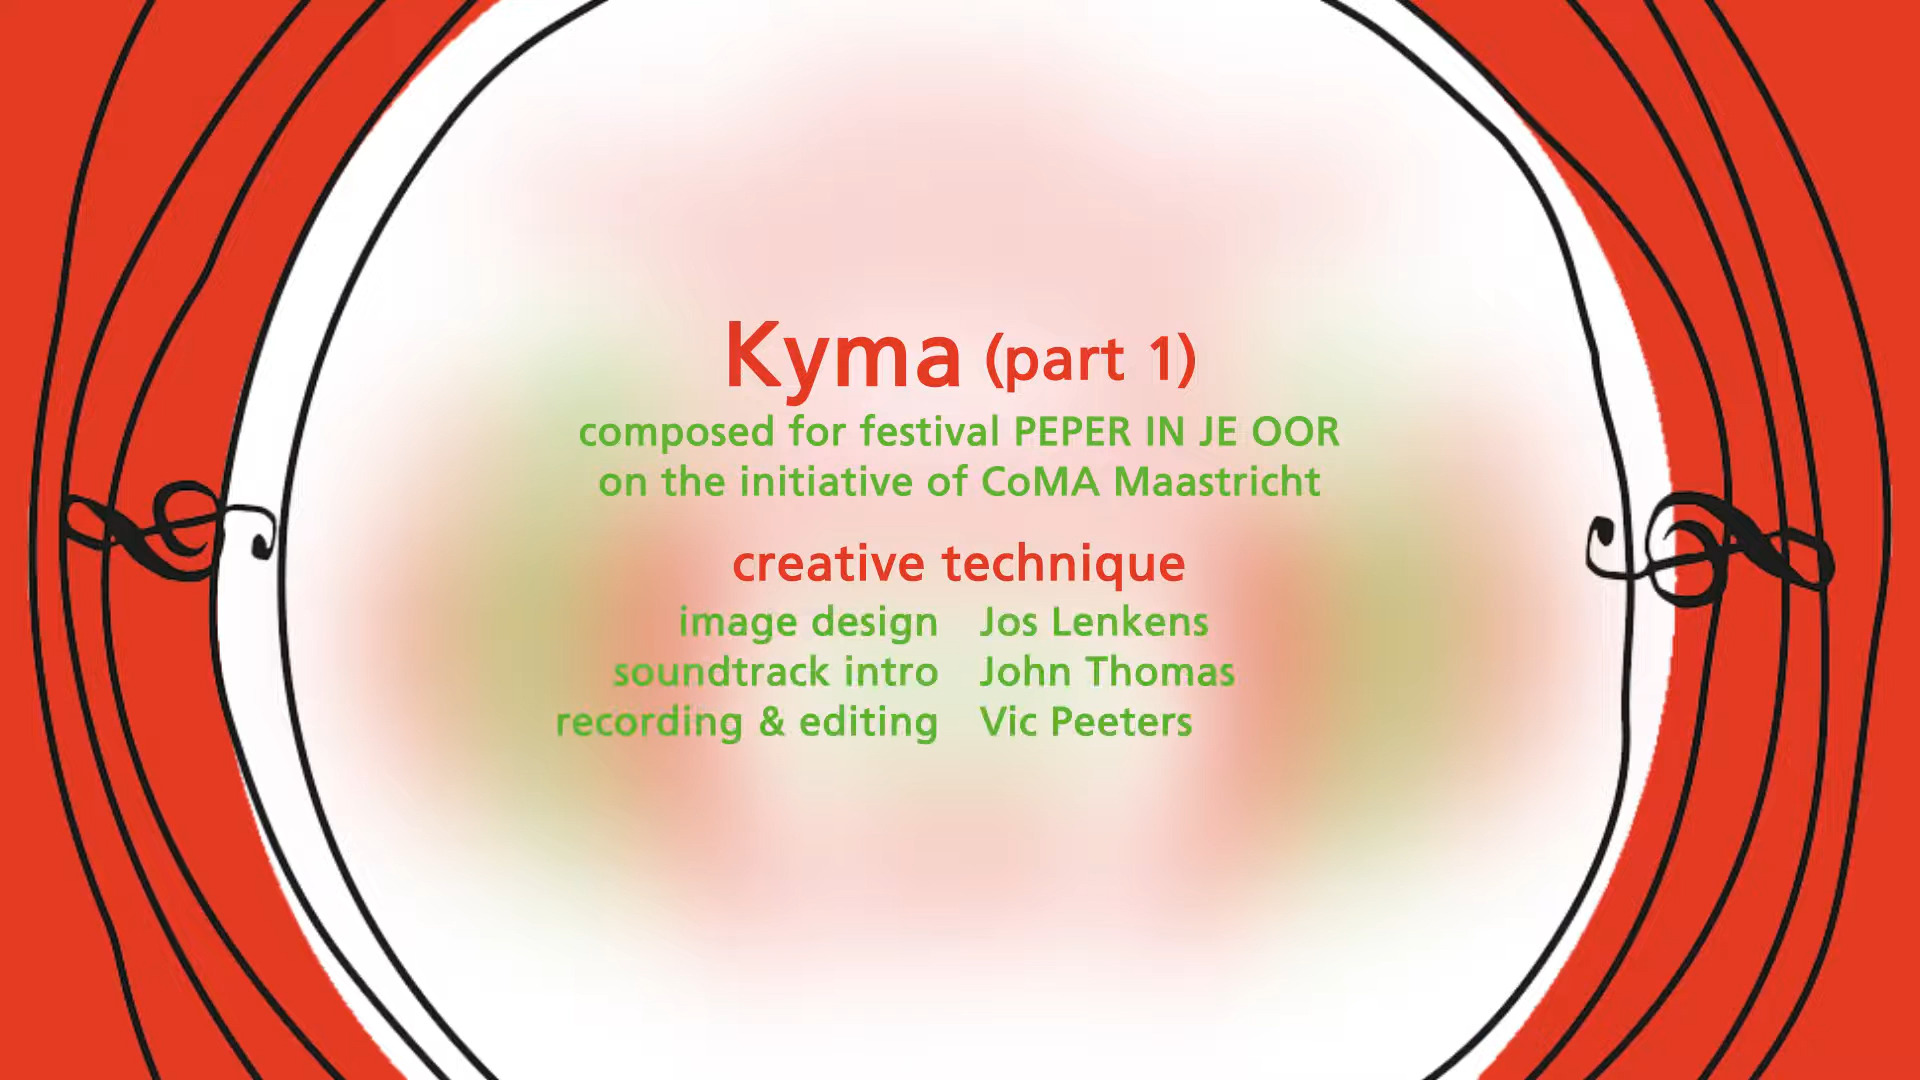 Kyma (part 1)
composed for festival PEPER IN JE OOR
on the initiative of CoMA Maastricht
creative technique
image design Jos Lenkens
soundtrack intro John Thomas
recording & editing Vic Peeters